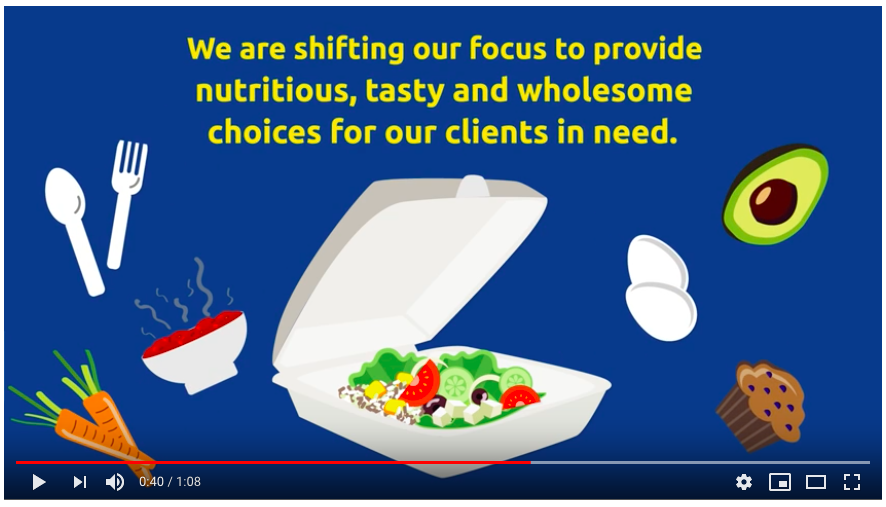 We are shifting our focus to provide
nutritious, tasty and wholesome
choices for our clients in need.
0:40 / 1:08